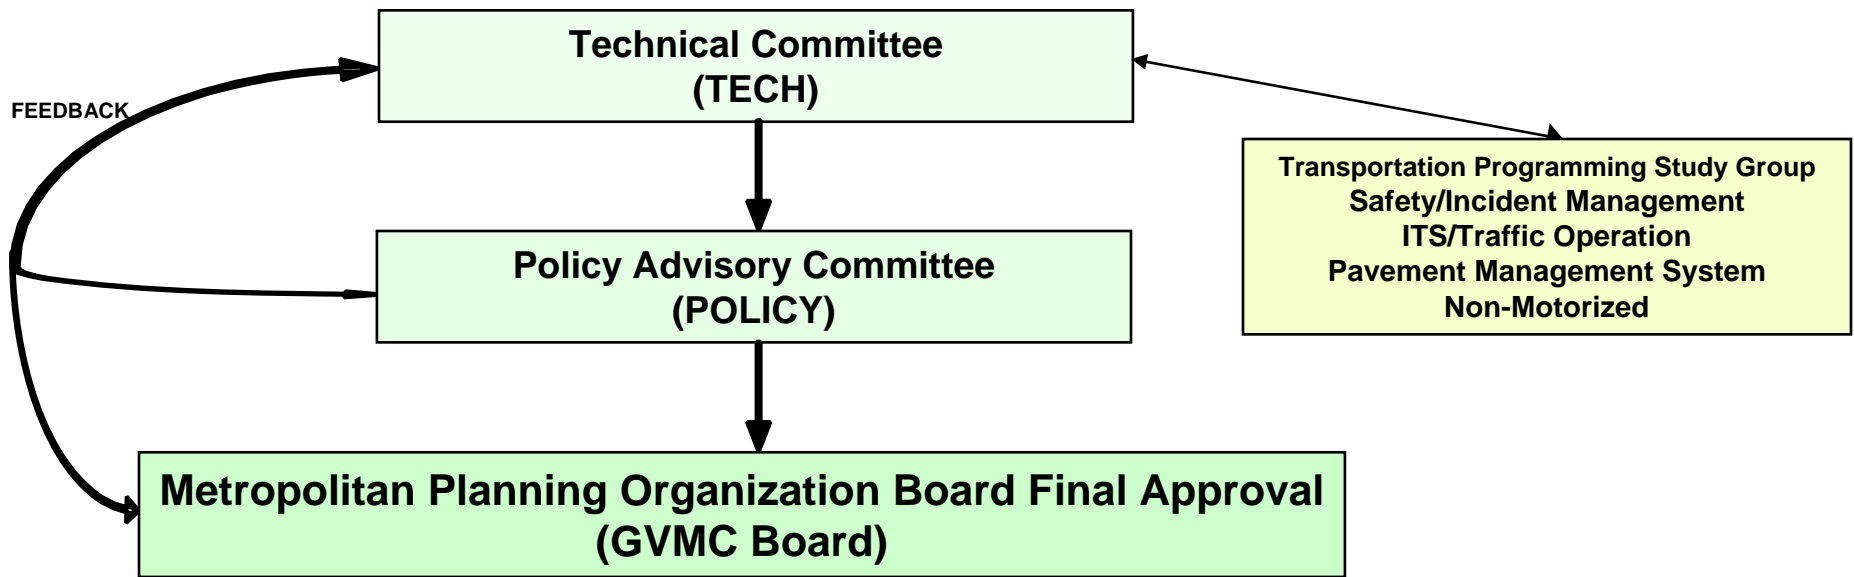 Technical Committee
(TECH)
FEEDBACK
Transportation Programming Study Group
Safety/Incident Management
ITS/Traffic Operation
Pavement Management System
Non-Motorized
Policy Advisory Committee
(POLICY)
Metropolitan Planning Organization Board Final Approval
(GVMC Board)